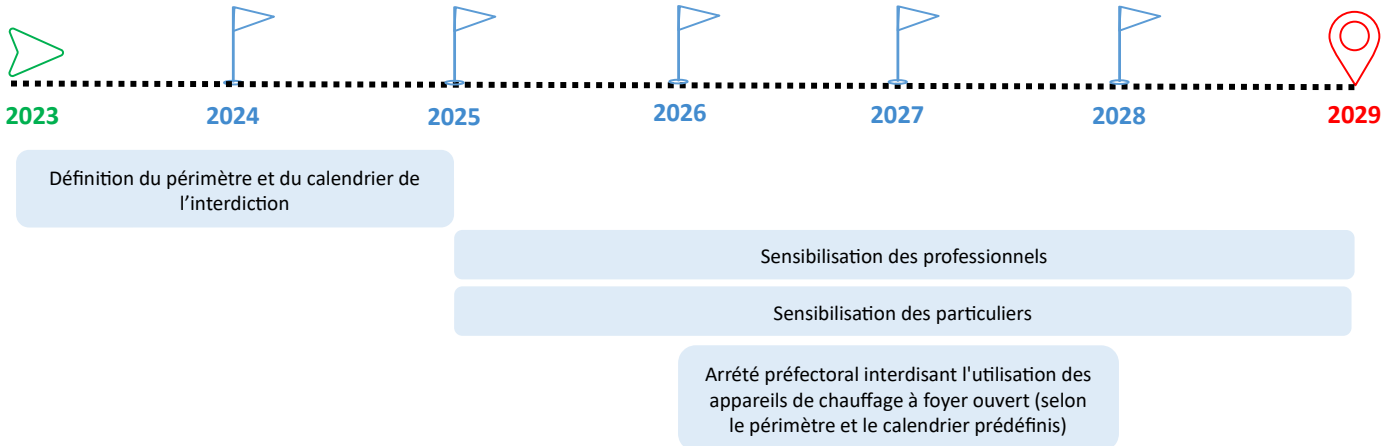 2023 2024 2025 2026 2027 2028 2029
Définition du périmètre et du calendrier de
l’interdiction
Sensibilisation des professionnels
Sensibilisation des particuliers
Arrété préfectoral interdisant l'utilisation des
appareils de chauffage à foyer ouvert (selon
le périmètre et le calendrier prédéfinis)